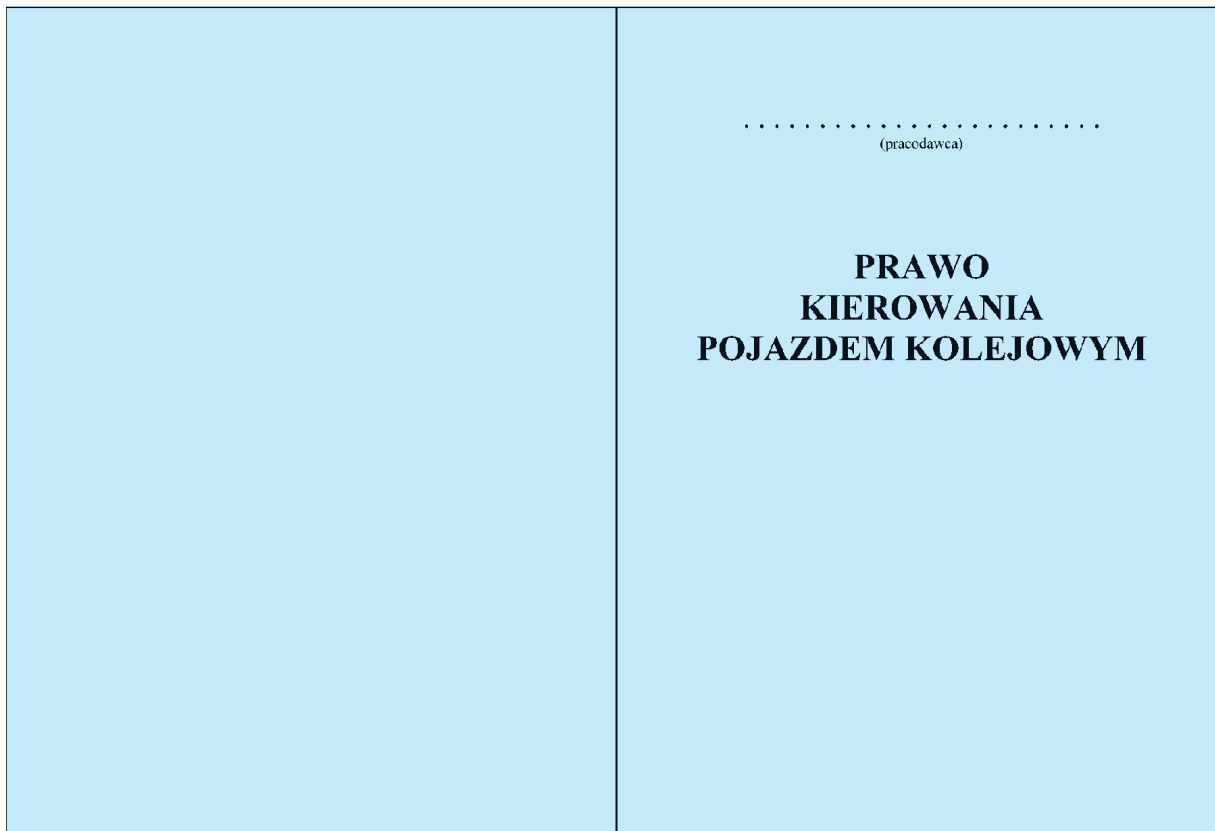 . . . . . . . . . . . . . . . . . . . . . . . .
(pracodawca)
PRAWO
KIEROWANIA
POJAZDEM KOLEJOWYM